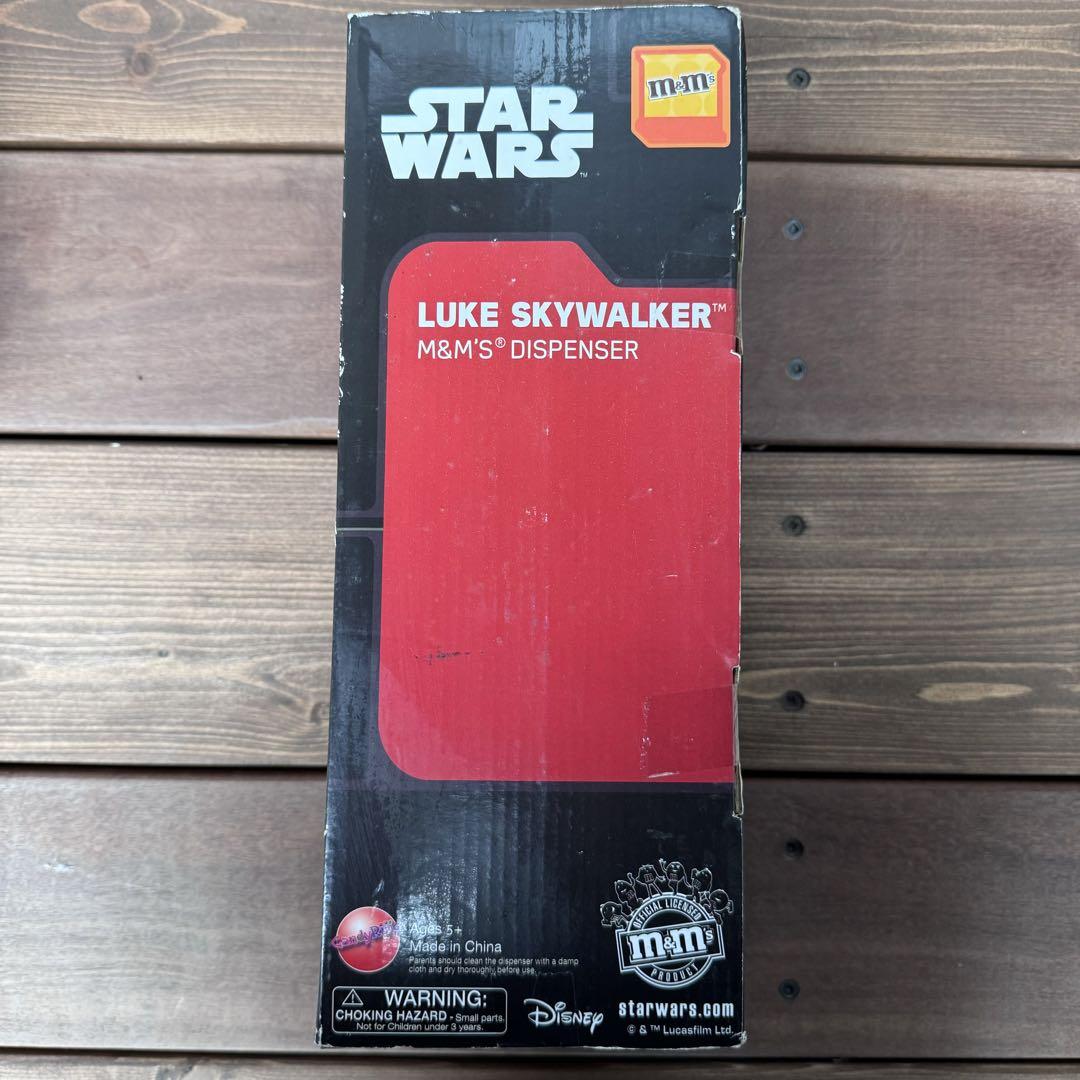 STAR
WARS™
m&m's
LUKE SKYWALKER™
M&M'S® DISPENSER
Ages 5+
Made in China
Parents should clean the dispenser with a damp
cloth and dry thoroughly before use.
OFFICIAL LICENSED
m&m's
PRODUCT
WARNING:
CHOKING HAZARD - Small parts.
Not for Children under 3 years.
Disney
starwars.com
© & ™ Lucasfilm Ltd.